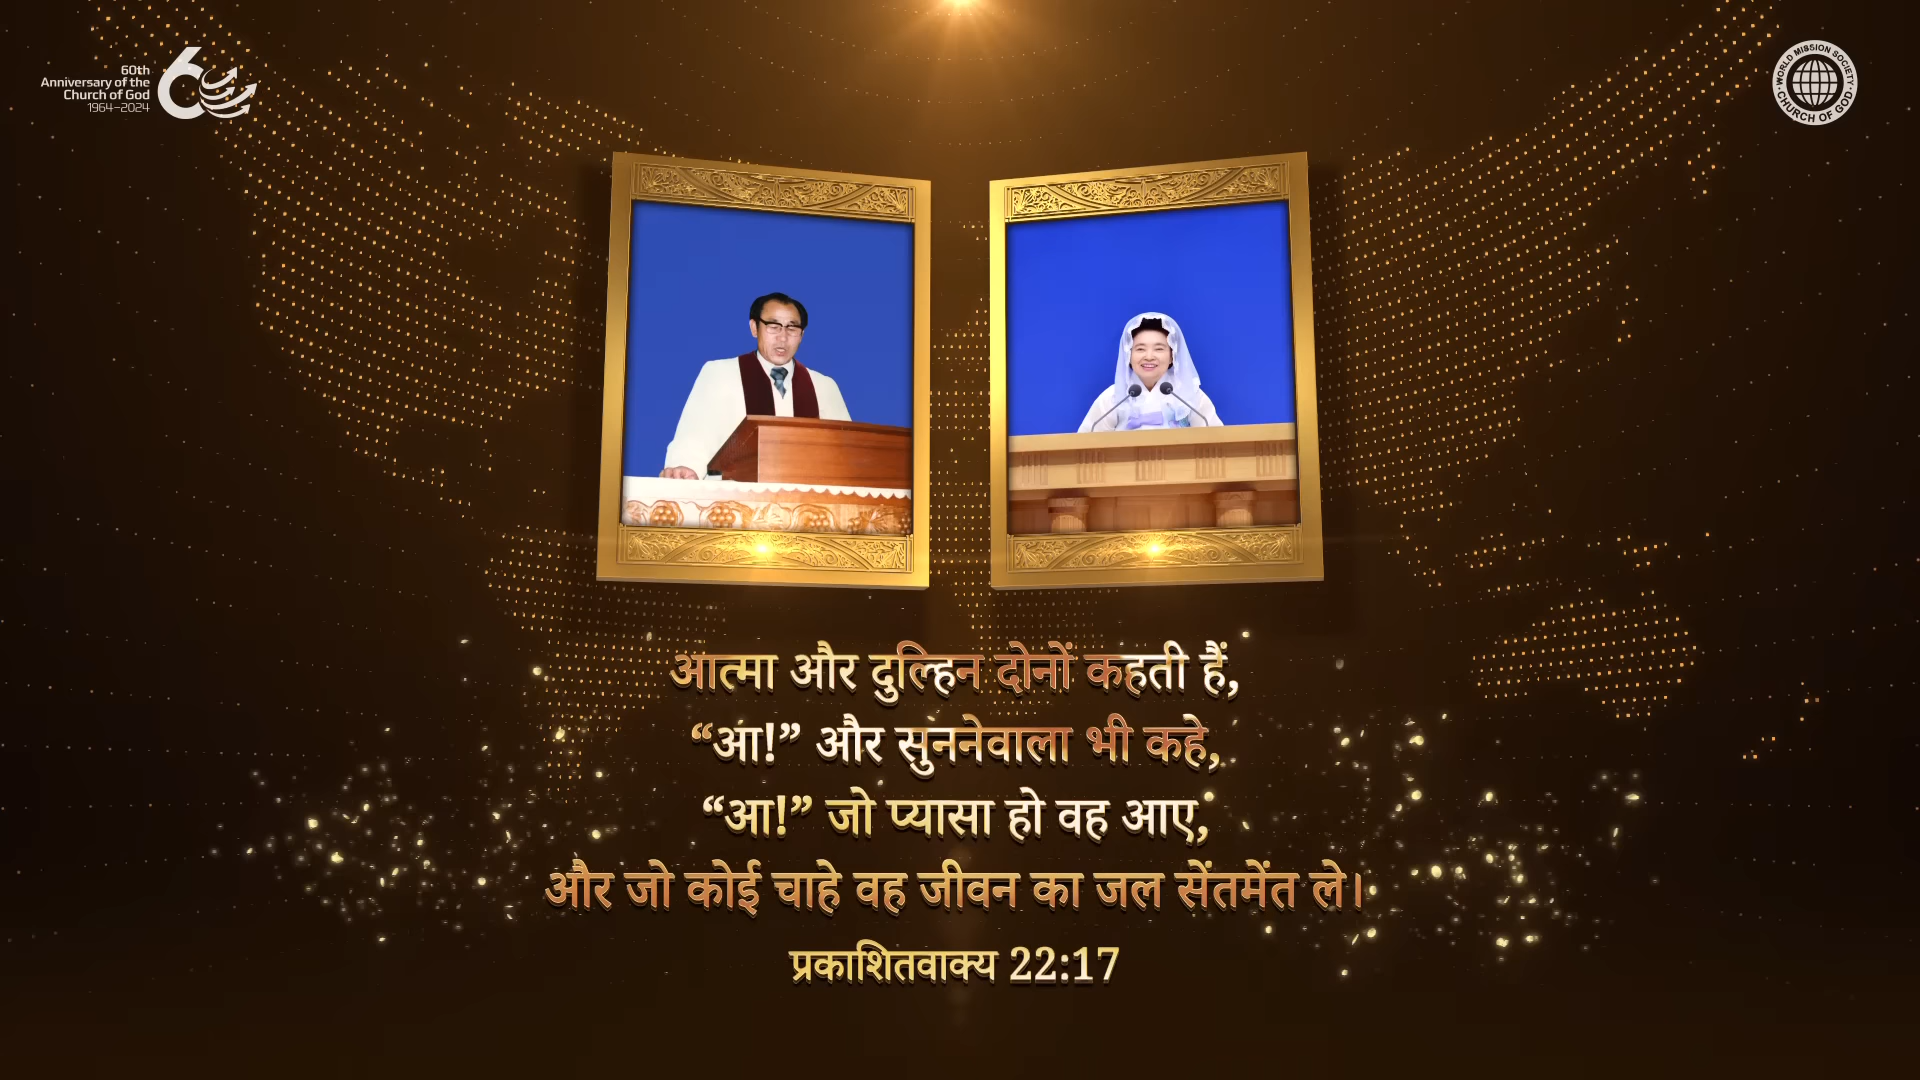 60th
Anniversary of the
Church of God
1964–2024
60
WORLD MISSION SOCIETY
CHURCH OF GOD
आत्मा और दुल्हिन दोनों कहती हैं,
“आ!” और सुननेवाला भी कहे,
“आ!” जो प्यासा हो वह आए,
और जो कोई चाहे वह जीवन का जल सेंतमेंत ले।
प्रकाशितवाक्य 22:17